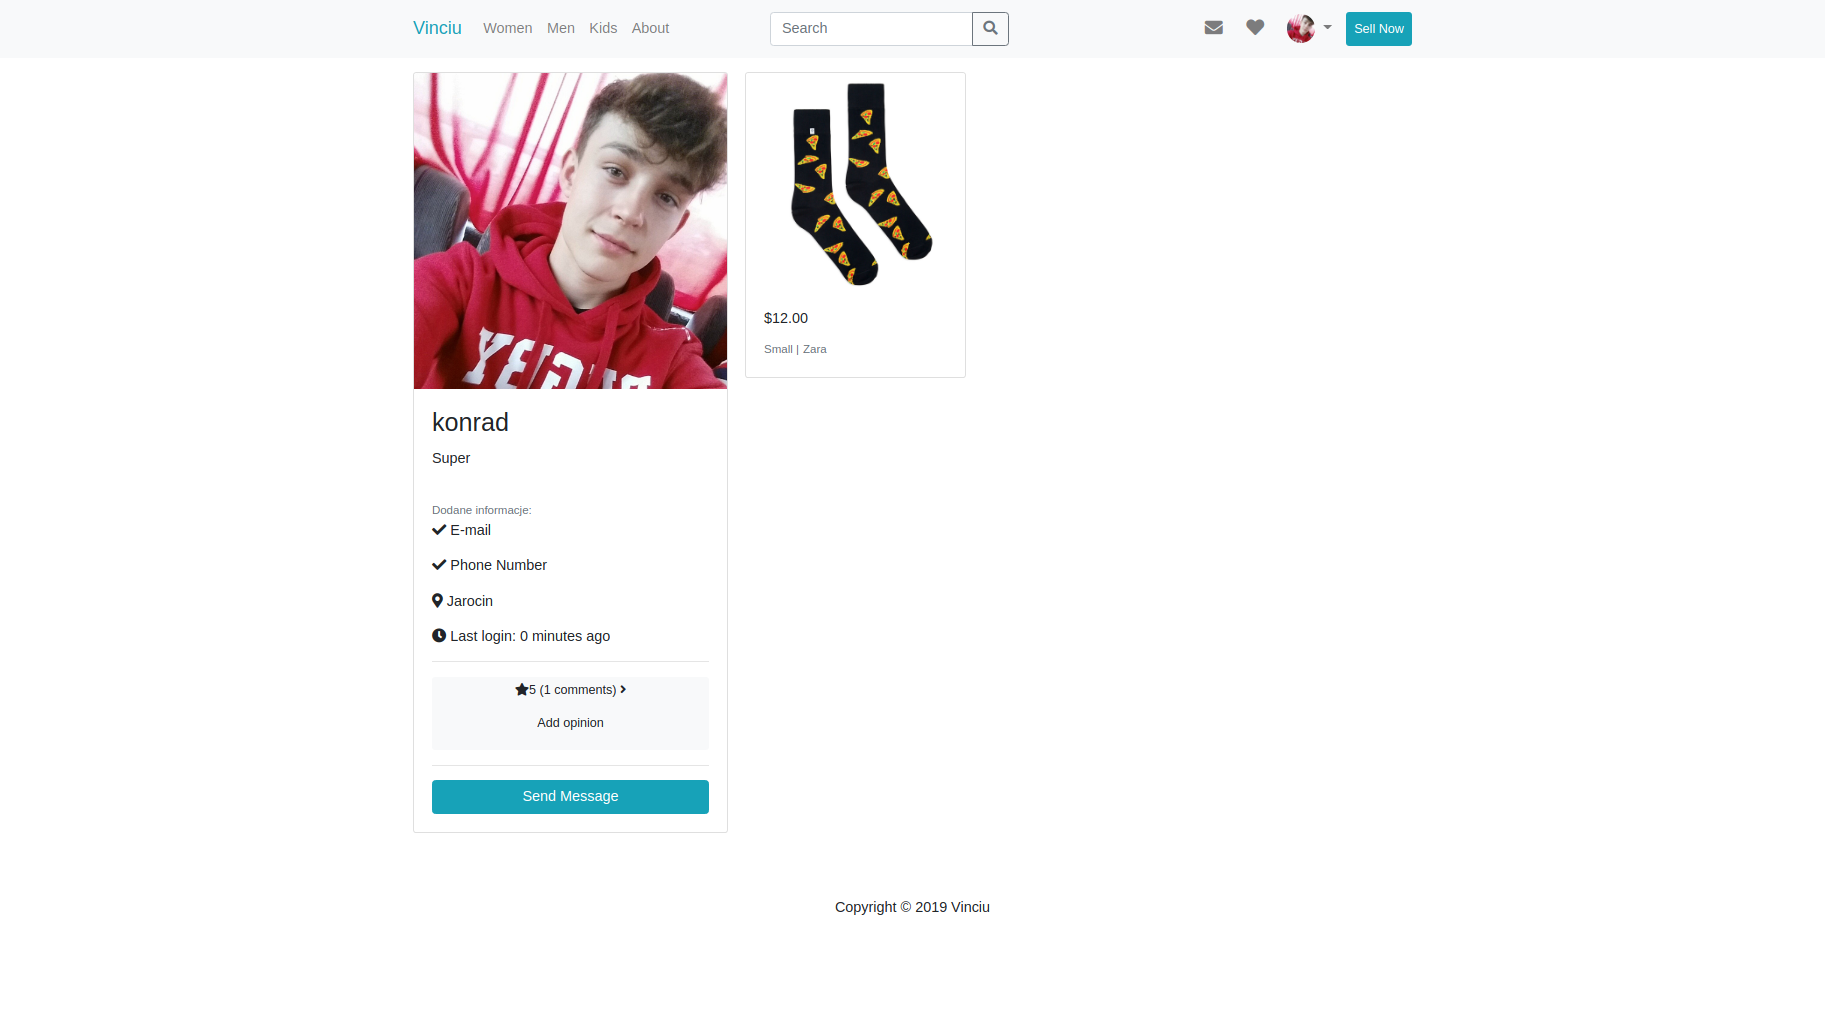 Vinciu Women Men Kids About Search Sell Now
$12.00
Small | Zara
konrad
Super
Dodane informacje:
E-mail
Phone Number
Jarocin
Last login: 0 minutes ago
5 (1 comments)
Add opinion
Send Message
Copyright © 2019 Vinciu